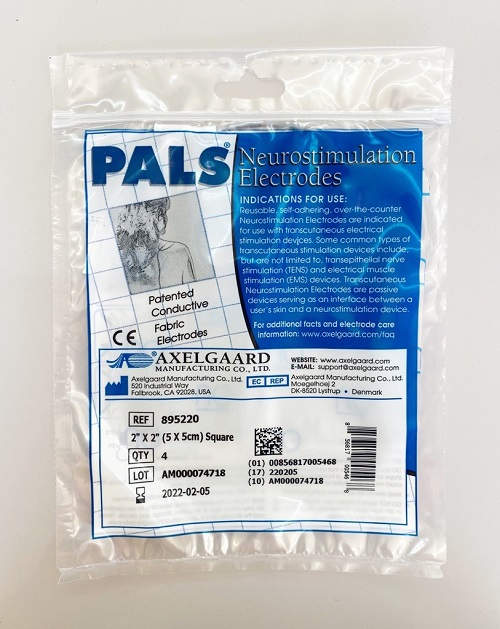 PALS® Neurostimulation
Electrodes
INDICATIONS FOR USE:
Reusable, self-adhering, over-the-counter
Neurostimulation Electrodes are indicated
for use with transcutaneous electrical
stimulation devices. Some common types of
transcutaneous stimulation devices include,
but are not limited to, transepithelial nerve
stimulation (TENS) and electrical muscle
stimulation (EMS) devices. Transcutaneous
Neurostimulation Electrodes are passive
devices serving as an interface between a
user's skin and a neurostimulation device.
For additional facts and electrode care
information: www.axelgaard.com/faq
Patented
Conductive
Fabric
Electrodes
CE
AXELGAARD
MANUFACTURING CO., LTD.
WEBSITE: www.axelgaard.com
E-MAIL: support@axelgaard.com
Axelgaard Manufacturing Co., Ltd.
520 Industrial Way
Fallbrook, CA 92028, USA
EC REP
Axelgaard Manufacturing Co., Ltd.
Moegelhoej 2
DK-8520 Lystrup • Denmark
REF 895220
2" X 2" (5 X 5cm) Square
QTY 4
LOT AM000074718
2022-02-05
(01) 00856817005468
(17) 220205
(10) AM000074718
8 56817 00546 8